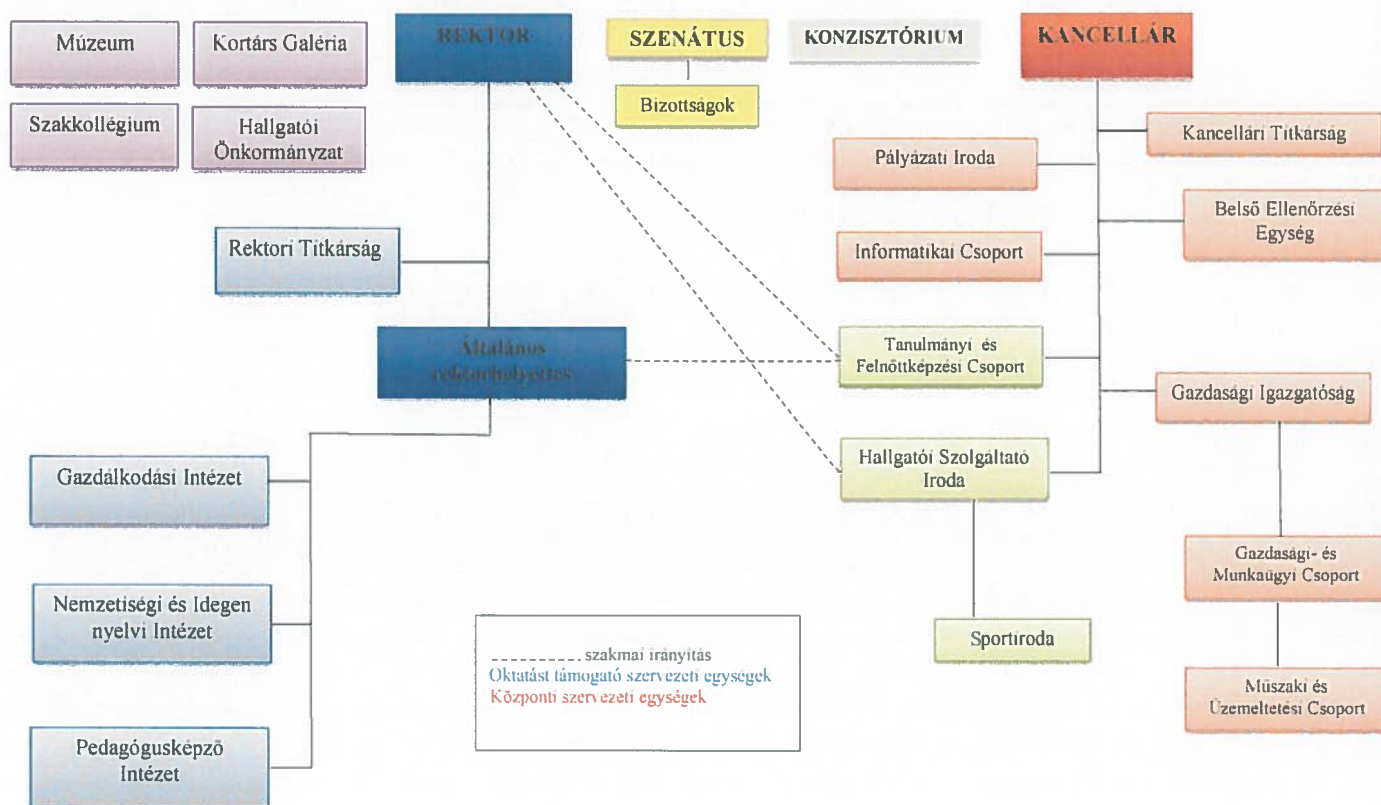 Múzeum
Kortárs Galéria
REKTOR
SZENÁTUS
KONZISZTÓRIUM
KANCELLÁR
Szakkollégium
Hallgatói
Önkormányzat
Bizottságok
Kancellári Titkárság
Pályázati Iroda
Belső Ellenőrzési
Egység
Rektori Titkárság
Informatikai Csoport
Általános
rektorhelyettes
Tanulmányi és
Felnőttképzési Csoport
Gazdasági Igazgatóság
Gazdálkodási Intézet
Hallgatói Szolgáltató
Iroda
Gazdasági- és
Munkaügyi Csoport
Nemzetiségi és Idegen
nyelvi Intézet
Sportiroda
szakmai irányítás
Oktatást támogató szervezeti egységek
Központi szervezeti egységek
Műszaki és
Üzemeltetési Csoport
Pedagógusképző
Intézet